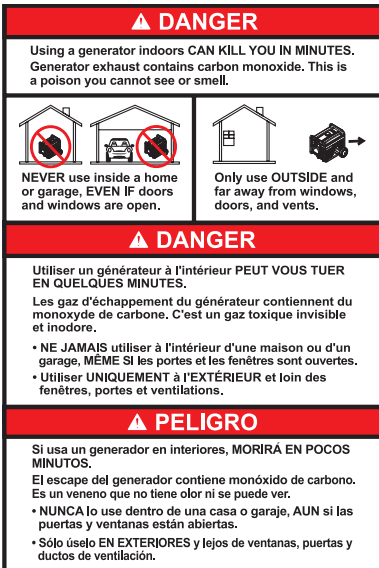 ⚠ DANGER
Using a generator indoors CAN KILL YOU IN MINUTES.
Generator exhaust contains carbon monoxide. This is
a poison you cannot see or smell.
NEVER use inside a home
or garage, EVEN IF doors
and windows are open.
Only use OUTSIDE and
far away from windows,
doors, and vents.
⚠ DANGER
Utiliser un générateur à l'intérieur PEUT VOUS TUER
EN QUELQUES MINUTES.
Les gaz d'échappement du générateur contiennent du
monoxyde de carbone. C'est un gaz toxique invisible
et inodore.
• NE JAMAIS utiliser à l'intérieur d'une maison ou d'un
garage, MÊME SI les portes et les fenêtres sont ouvertes.
• Utiliser UNIQUEMENT à l'EXTÉRIEUR et loin des
fenêtres, portes et ventilations.
⚠ PELIGRO
Si usa un generador en interiores, MORIRÁ EN POCOS
MINUTOS.
El escape del generador contiene monóxido de carbono.
Es un veneno que no tiene olor ni se puede ver.
• NUNCA lo use dentro de una casa o garaje, AUN si las
puertas y ventanas están abiertas.
• Sólo úselo EN EXTERIORES y lejos de ventanas, puertas y
ductos de ventilación.